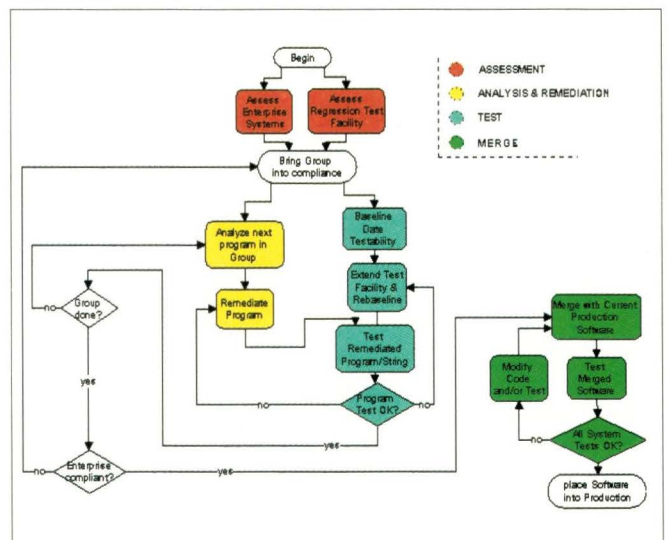 Begin
ASSESSMENT
ANALYSIS & REMEDIATION
TEST
MERGE
Assess
Enterprise
Systems
Assess
Regression Test
Facility
Bring Group
into compliance
Analyze next
program in
Group
Baseline
Date
Testability
Extend Test
Facility &
Rebaseline
Remediate
Program
Group
done?
no
yes
Test
Remediated
Program/String
Program
Test OK?
no
no
yes
Merge with Current
Production
Software
Modify
Code
and/or Test
Test
Merged
Software
All System
Tests OK?
no
Enterprise
compliant?
no
yes
place Software
into Production